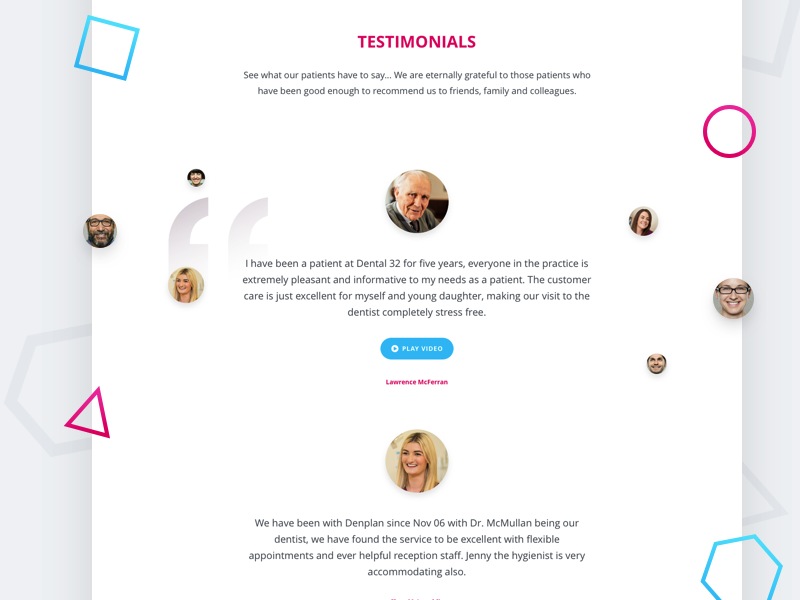 TESTIMONIALS
See what our patients have to say... We are eternally grateful to those patients who
have been good enough to recommend us to friends, family and colleagues.
I have been a patient at Dental 32 for five years, everyone in the practice is
extremely pleasant and informative to my needs as a patient. The customer
care is just excellent for myself and young daughter, making our visit to the
dentist completely stress free.
PLAY VIDEO
Lawrence McFerran
We have been with Denplan since Nov 06 with Dr. McMullan being our
dentist, we have found the service to be excellent with flexible
appointments and ever helpful reception staff. Jenny the hygienist is very
accommodating also.